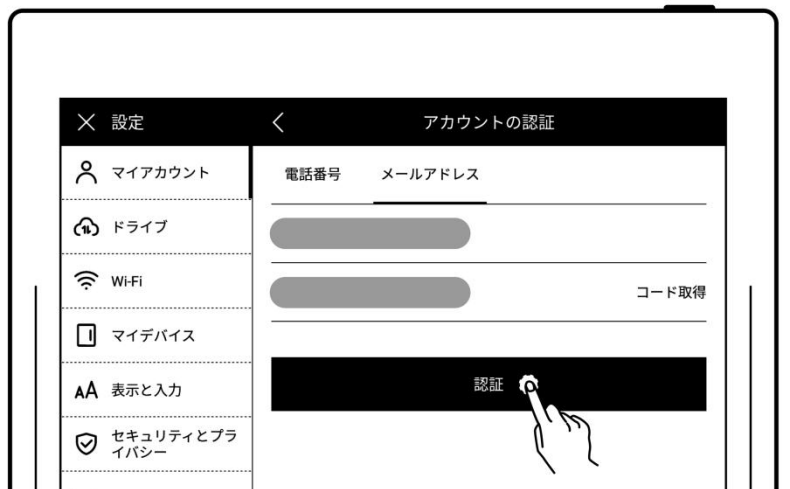 設定
アカウントの認証
マイアカウント
ドライブ
Wi-Fi
マイデバイス
AA 表示と入力
セキュリティとプラ
イバシー
電話番号 メールアドレス
コード取得
認証